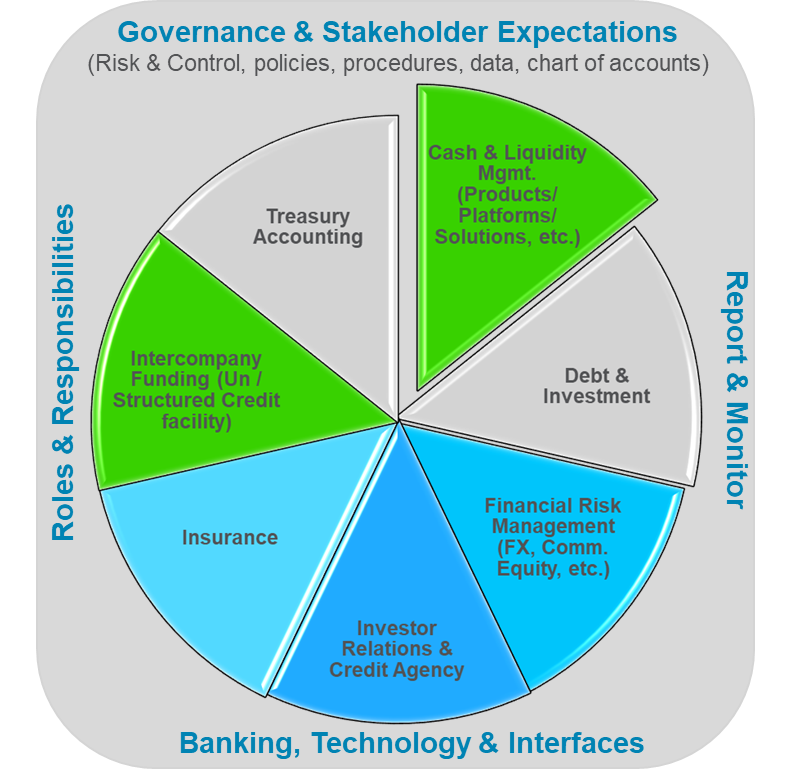 Governance & Stakeholder Expectations
(Risk & Control, policies, procedures, data, chart of accounts)
Cash & Liquidity
Mgmt.
(Products/
Platforms/
Solutions, etc.)
Treasury
Accounting
Debt &
Investment
Intercompany
Funding (Un /
Structured Credit
facility)
Financial Risk
Management
(FX, Comm.
Equity, etc.)
Insurance
Investor
Relations &
Credit Agency
Roles & Responsibilities
Report & Monitor
Banking, Technology & Interfaces